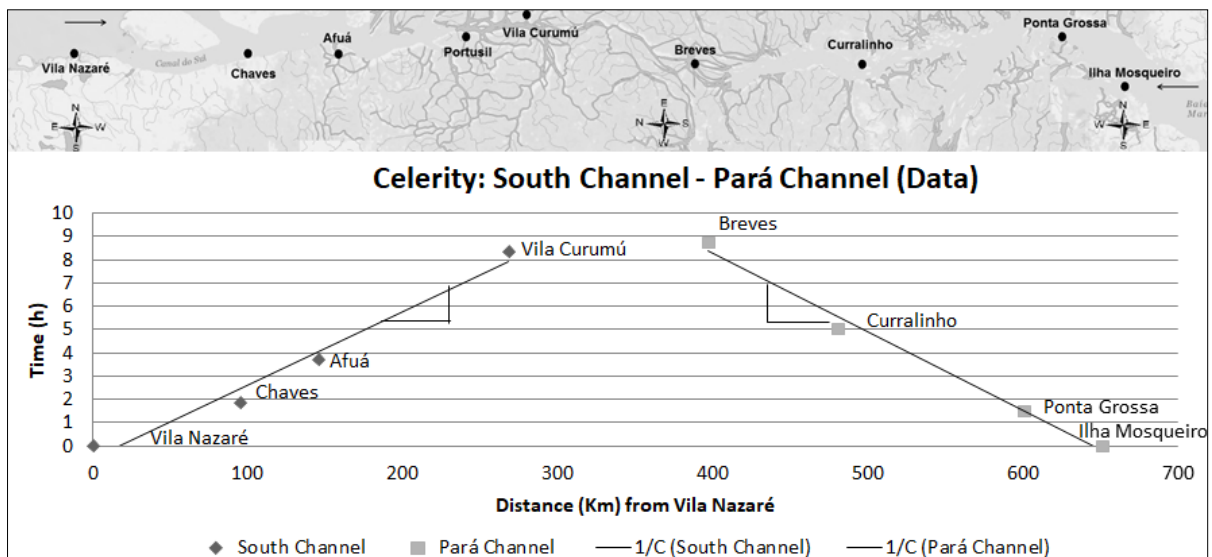 Vila Curumú
Ponta Grossa
Afuá
Portusil
Curralinho
Breves
Vila Nazaré
Canal do Sul
Chaves
Ilha Mosqueiro
N
E W
S
E
N S
W
N
W E
S
Baia
Mar
Celerity: South Channel - Pará Channel (Data)
Time (h)
10
9
8
7
6
5
4
3
2
1
0
Breves
Vila Curumú
Curralinho
Afuá
Chaves
Ponta Grossa
Vila Nazaré
Ilha Mosqueiro
0 100 200 300 400 500 600 700
Distance (Km) from Vila Nazaré
South Channel Pará Channel 1/C (South Channel) 1/C (Pará Channel)